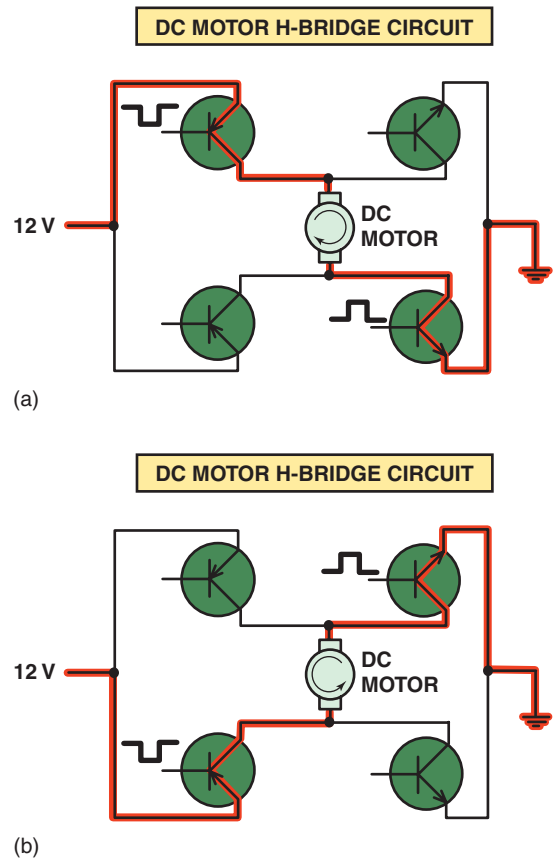 DC MOTOR H-BRIDGE CIRCUIT
12 V
DC
MOTOR
(a)
DC MOTOR H-BRIDGE CIRCUIT
12 V
DC
MOTOR
(b)